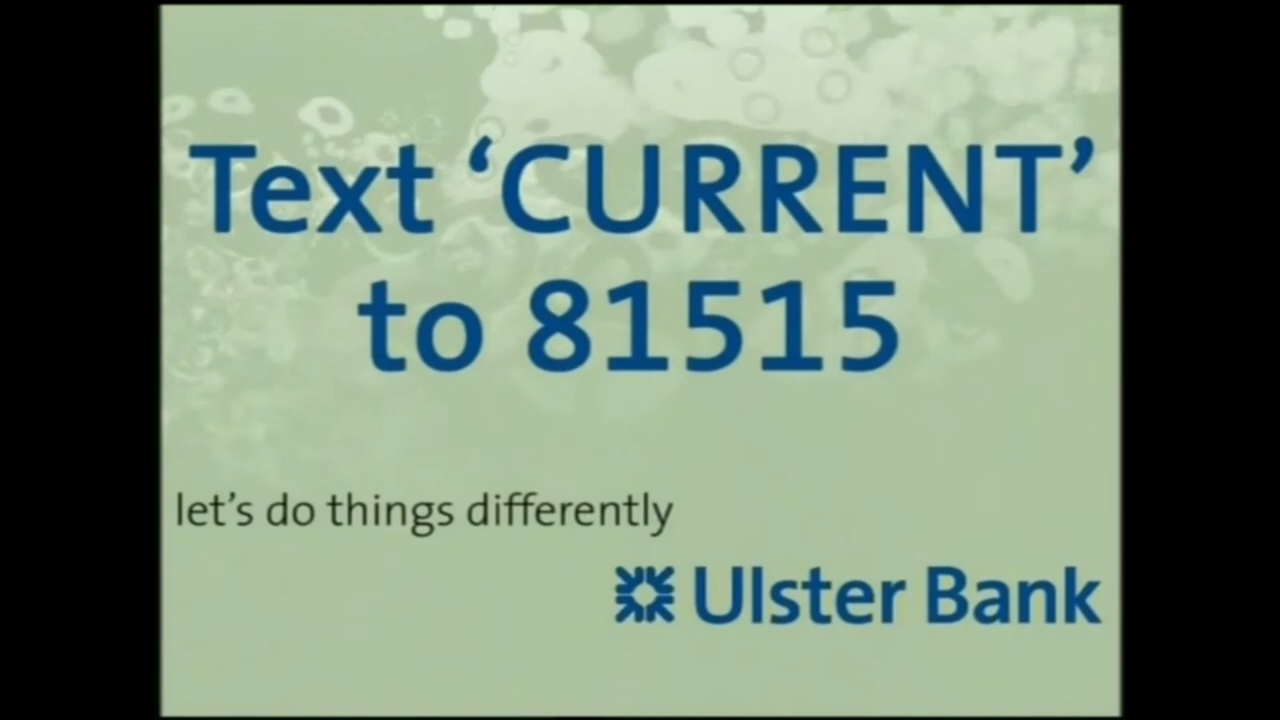 Text ‘CURRENT’
to 81515
let’s do things differently
Ulster Bank